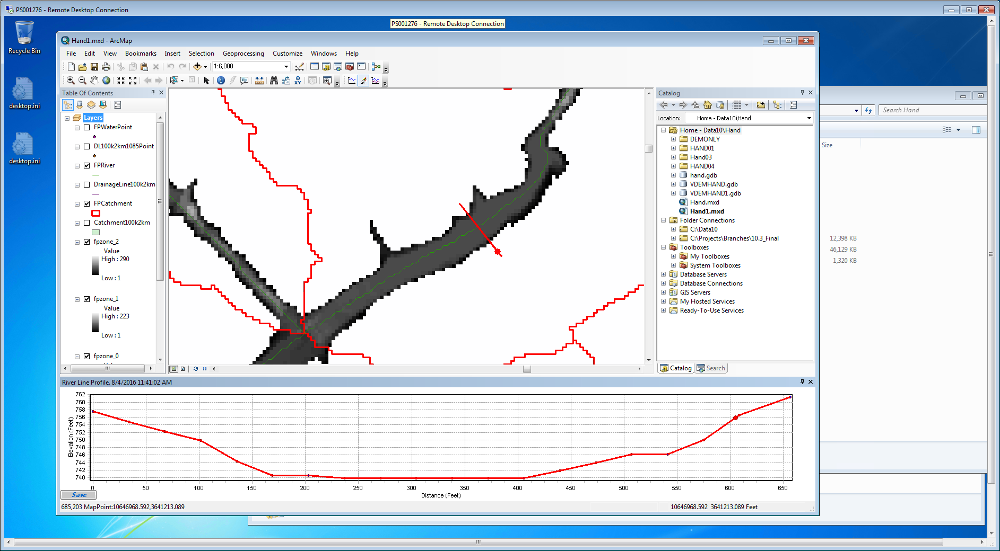 PS001276 - Remote Desktop Connection
PS001276 - Remote Desktop Connection
Recycle Bin
desktop.ini
desktop.ini
Hand1.mxd - ArcMap
File Edit View Bookmarks Insert Selection Geoprocessing Customize Windows Help
1:6,000
Table Of Contents
Layers
FPWaterPoint
DL100k2km1085Point
FPRiver
DrainageLine100k2km
FPCatchment
Catchment100k2km
fpzone_2
Value
High : 290
Low : 1
fpzone_1
Value
High : 223
Low : 1
fpzone_0
Catalog
Location: Home - Data10\Hand
Home - Data10\Hand
DEMONLY
HAND01
Hand03
HAND04
hand.gdb
VDEMHAND.gdb
VDEMHAND1.gdb
Hand.mxd
Hand1.mxd
Folder Connections
C:\Data10
C:\Projects\Branches\10.3_Final
Toolboxes
My Toolboxes
System Toolboxes
Database Servers
Database Connections
GIS Servers
My Hosted Services
Ready-To-Use Services
Catalog Search
Search Hand
Size
12,398 KB
46,129 KB
1,320 KB
River Line Profile. 8/4/2016 11:41:02 AM
762
760
758
756
754
752
750
748
746
744
742
740
Elevation (Feet)
0 50 100 150 200 250 300 350 400 450 500 550 600 650
Distance (Feet)
Save
685,203 MapPoint:10646968.592,3641213.089
10646968.592 3641213.089 Feet